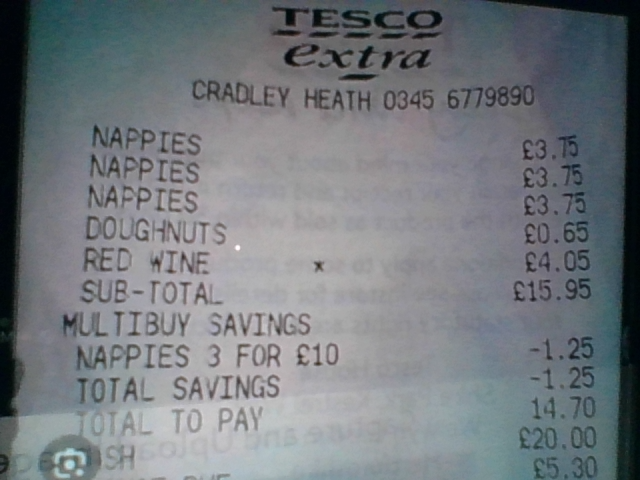 TESCO
extra
CRADLEY HEATH 0345 6779890
NAPPIES £3.75
NAPPIES £3.75
NAPPIES £3.75
DOUGHNUTS £0.65
RED WINE * £4.05
SUB-TOTAL £15.95
MULTIBUY SAVINGS
NAPPIES 3 FOR £10 -1.25
TOTAL SAVINGS -1.25
TOTAL TO PAY 14.70
SH £20.00
£5.30